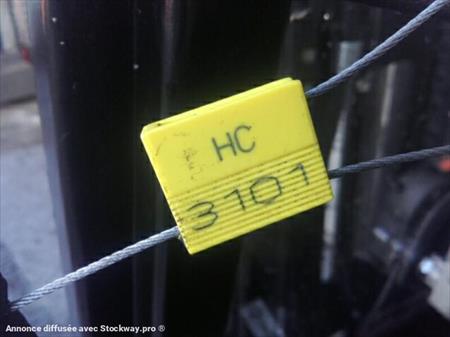 HC
3101
Annonce diffusée avec Stockway.pro ®